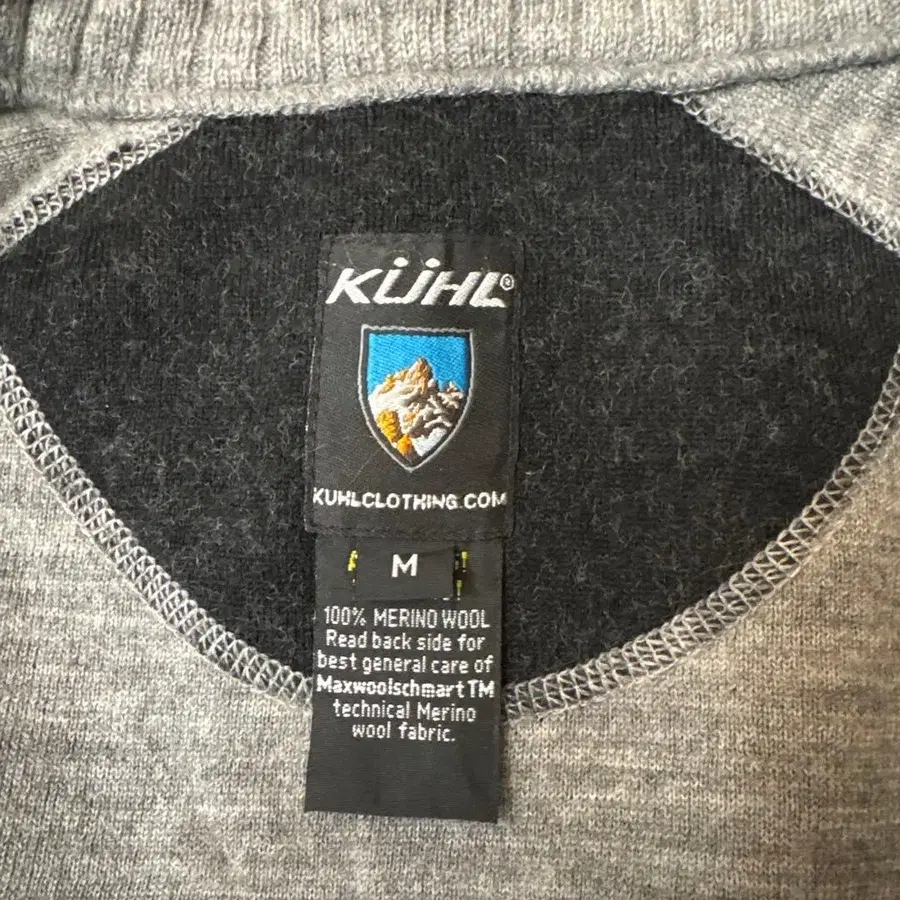 KÜHL®
KUHLCLOTHING.COM
M
100% MERINO WOOL
Read back side for
best general care of
Maxwoolschmart TM
technical Merino
wool fabric.